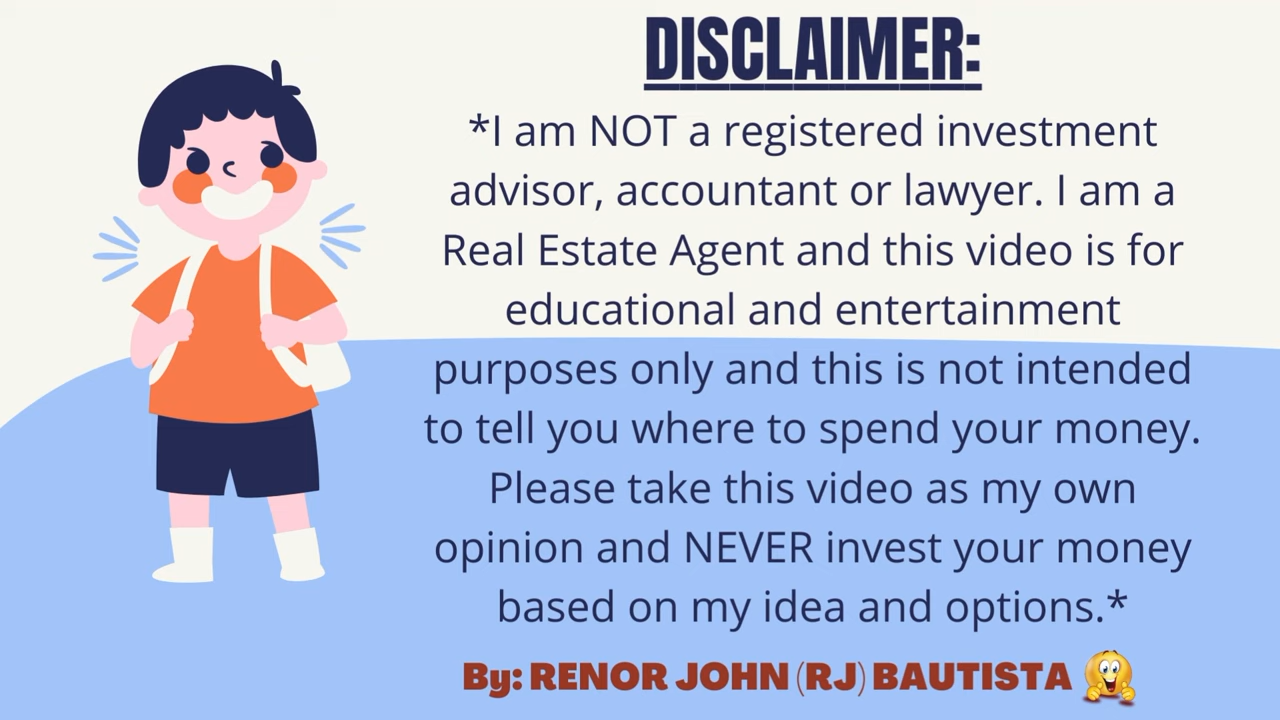 DISCLAIMER:
*I am NOT a registered investment
advisor, accountant or lawyer. I am a
Real Estate Agent and this video is for
educational and entertainment
purposes only and this is not intended
to tell you where to spend your money.
Please take this video as my own
opinion and NEVER invest your money
based on my idea and options.*
By: RENOR JOHN (RJ) BAUTISTA